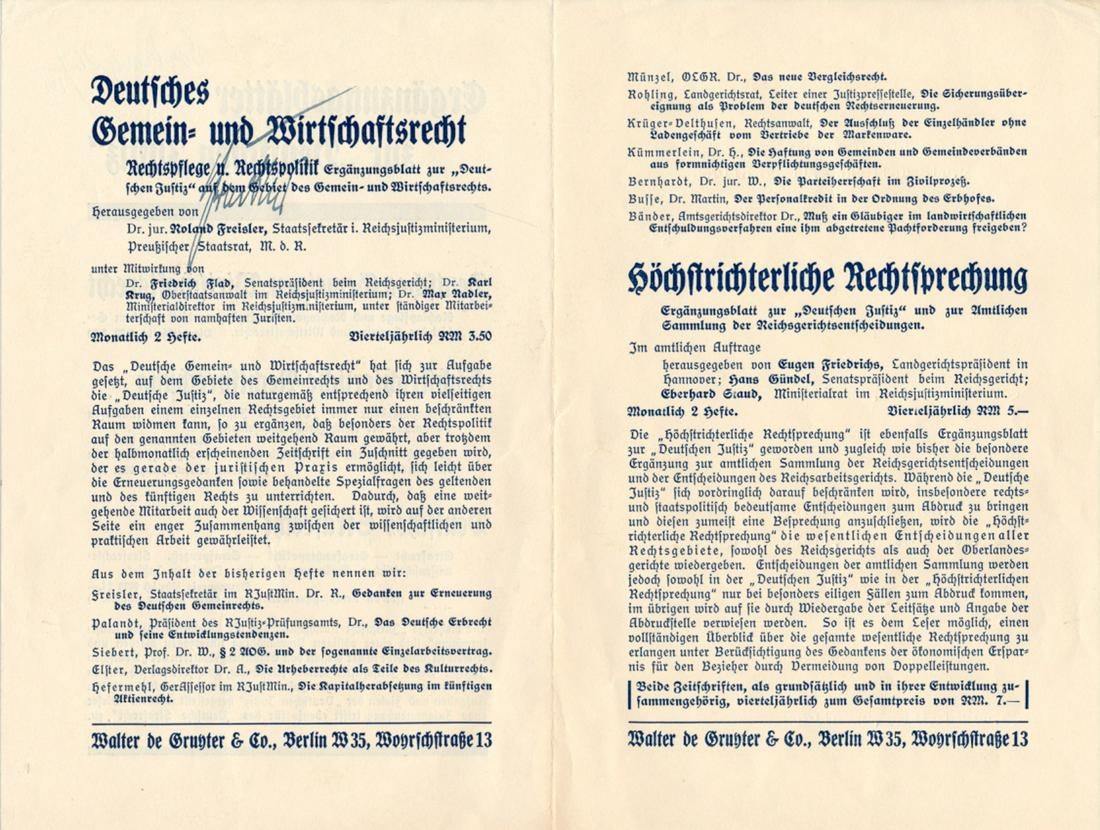 Deutsches
Gemein- und Wirtschaftsrecht
Rechtspflege u. Rechtspolitik Ergänzungsblatt zur „Deut-
schen Justiz“ auf dem Gebiet des Gemein- und Wirtschaftsrechts.
Herausgegeben von
Dr. jur. Roland Freisler, Staatssekretär i. Reichsjustizministerium,
Preußischer Staatsrat, M. d. R.
unter Mitwirkung von
Dr. Friedrich Flad, Senatspräsident beim Reichsgericht; Dr. Karl
Krug, Oberstaatsanwalt im Reichsjustizministerium; Dr. Max Nadler,
Ministerialdirektor im Reichsjustizm.nisterium, unter ständiger Mitarbei-
terschaft von namhaften Juristen.
Monatlich 2 Hefte. Vierteljährlich RM 3.50
Das „Deutsche Gemein- und Wirtschaftsrecht“ hat sich zur Aufgabe
gesetzt, auf dem Gebiete des Gemeinrechts und des Wirtschaftsrechts
die „Deutsche Justiz“, die naturgemäß entsprechend ihren vielseitigen
Aufgaben einem einzelnen Rechtsgebiet immer nur einen beschränkten
Raum widmen kann, so zu ergänzen, daß besonders der Rechtspolitik
auf den genannten Gebieten weitgehend Raum gewährt, aber trotzdem
der halbmonatlich erscheinenden Zeitschrift ein Zuschnitt gegeben wird,
der es gerade der juristischen Praxis ermöglicht, sich leicht über
die Erneuerungsgedanken sowie behandelte Spezialfragen des geltenden
und des künftigen Rechts zu unterrichten. Dadurch, daß eine weit-
gehende Mitarbeit auch der Wissenschaft gesichert ist, wird auf der anderen
Seite ein enger Zusammenhang zwischen der wissenschaftlichen und
praktischen Arbeit gewährleistet.
Aus dem Inhalt der bisherigen Hefte nennen wir:
Freisler, Staatssekretär im RJustMin. Dr. R., Gedanken zur Erneuerung
des Deutschen Gemeinrechts.
Palandt, Präsident des RJustiz-Prüfungsamts, Dr., Das Deutsche Erbrecht
und seine Entwicklungstendenzen.
Siebert, Prof. Dr. W., § 2 AOG. und der sogenannte Einzelarbeitsvertrag.
Elster, Verlagsdirektor Dr. A., Die Urheberrechte als Teile des Kulturrechts.
Hefermehl, GerAssessor im RJustMin., Die Kapitalherabsetzung im künftigen
Aktienrecht.
Walter de Gruyter & Co., Berlin W 35, Woyrschstraße 13
Münzel, OLGR. Dr., Das neue Vergleichsrecht.
Rohling, Landgerichtsrat, Leiter einer Justizpressestelle, Die Sicherungsüber-
eignung als Problem der deutschen Rechtserneuerung.
Krüger-Velthusen, Rechtsanwalt, Der Ausschluß der Einzelhändler ohne
Ladengeschäft vom Vertriebe der Markenware.
Kümmerlein, Dr. H., Die Haftung von Gemeinden und Gemeindeverbänden
aus formnichtigen Verpflichtungsgeschäften.
Bernhardt, Dr. jur. W., Die Parteiherrschaft im Zivilprozeß.
Busse, Dr. Martin, Der Personalkredit in der Ordnung des Erbhofes.
Bänder, Amtsgerichtsdirektor Dr., Muß ein Gläubiger im landwirtschaftlichen
Entschuldungsverfahren eine ihm abgetretene Pachtforderung freigeben?
Höchstrichterliche Rechtsprechung
Ergänzungsblatt zur „Deutschen Justiz“ und zur Amtlichen
Sammlung der Reichsgerichtsentscheidungen.
Im amtlichen Auftrage
herausgegeben von Eugen Friedrichs, Landgerichtspräsident in
Hannover; Hans Gündel, Senatspräsident beim Reichsgericht;
Eberhard Staud, Ministerialrat im Reichsjustizministerium.
Monatlich 2 Hefte. Vierteljährlich RM 5.—
Die „Höchstrichterliche Rechtsprechung“ ist ebenfalls Ergänzungsblatt
zur „Deutschen Justiz“ geworden und zugleich wie bisher die besondere
Ergänzung zur amtlichen Sammlung der Reichsgerichtsentscheidungen
und der Entscheidungen des Reichsarbeitsgerichts. Während die „Deutsche
Justiz“ sich vordringlich darauf beschränken wird, insbesondere rechts-
und staatspolitisch bedeutsame Entscheidungen zum Abdruck zu bringen
und diesen zumeist eine Besprechung anzuschließen, wird die „Höchst-
richterliche Rechtsprechung“ die wesentlichen Entscheidungen aller
Rechtsgebiete, sowohl des Reichsgerichts als auch der Oberlandes-
gerichte wiedergeben. Entscheidungen der amtlichen Sammlung werden
jedoch sowohl in der „Deutschen Justiz“ wie in der „Höchstrichterlichen
Rechtsprechung“ nur bei besonders eiligen Fällen zum Abdruck kommen,
im übrigen wird auf sie durch Wiedergabe der Leitsätze und Angabe der
Abdruckstelle verwiesen werden. So ist es dem Leser möglich, einen
vollständigen Überblick über die gesamte wesentliche Rechtsprechung zu
erlangen unter Berücksichtigung des Gedankens der ökonomischen Erspar-
nis für den Bezieher durch Vermeidung von Doppelleistungen.
Beide Zeitschriften, als grundsätzlich und in ihrer Entwicklung zu-
sammengehörig, vierteljährlich zum Gesamtpreis von RM. 7.—
Walter de Gruyter & Co., Berlin W 35, Woyrschstraße 13